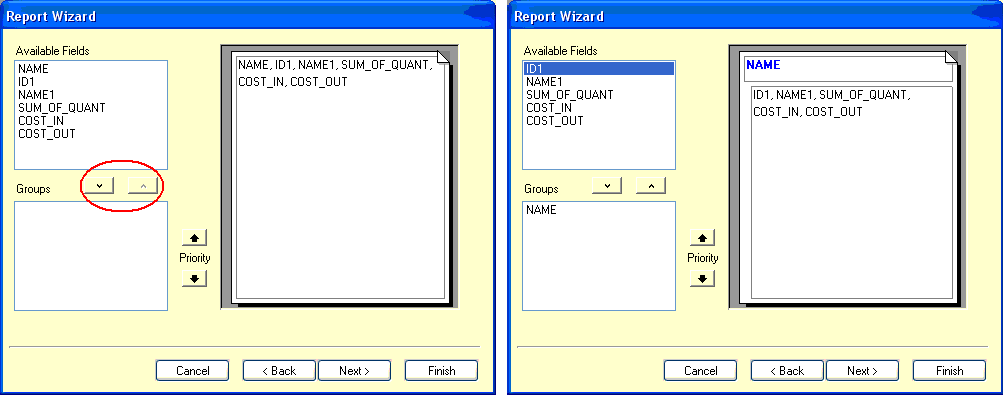 Report Wizard
Available Fields
NAME
ID1
NAME1
SUM_OF_QUANT
COST_IN
COST_OUT
Groups
Priority
NAME, ID1, NAME1, SUM_OF_QUANT,
COST_IN, COST_OUT
Cancel
< Back
Next >
Finish
Report Wizard
Available Fields
ID1
NAME1
SUM_OF_QUANT
COST_IN
COST_OUT
Groups
NAME
Priority
NAME
ID1, NAME1, SUM_OF_QUANT,
COST_IN, COST_OUT
Cancel
< Back
Next >
Finish